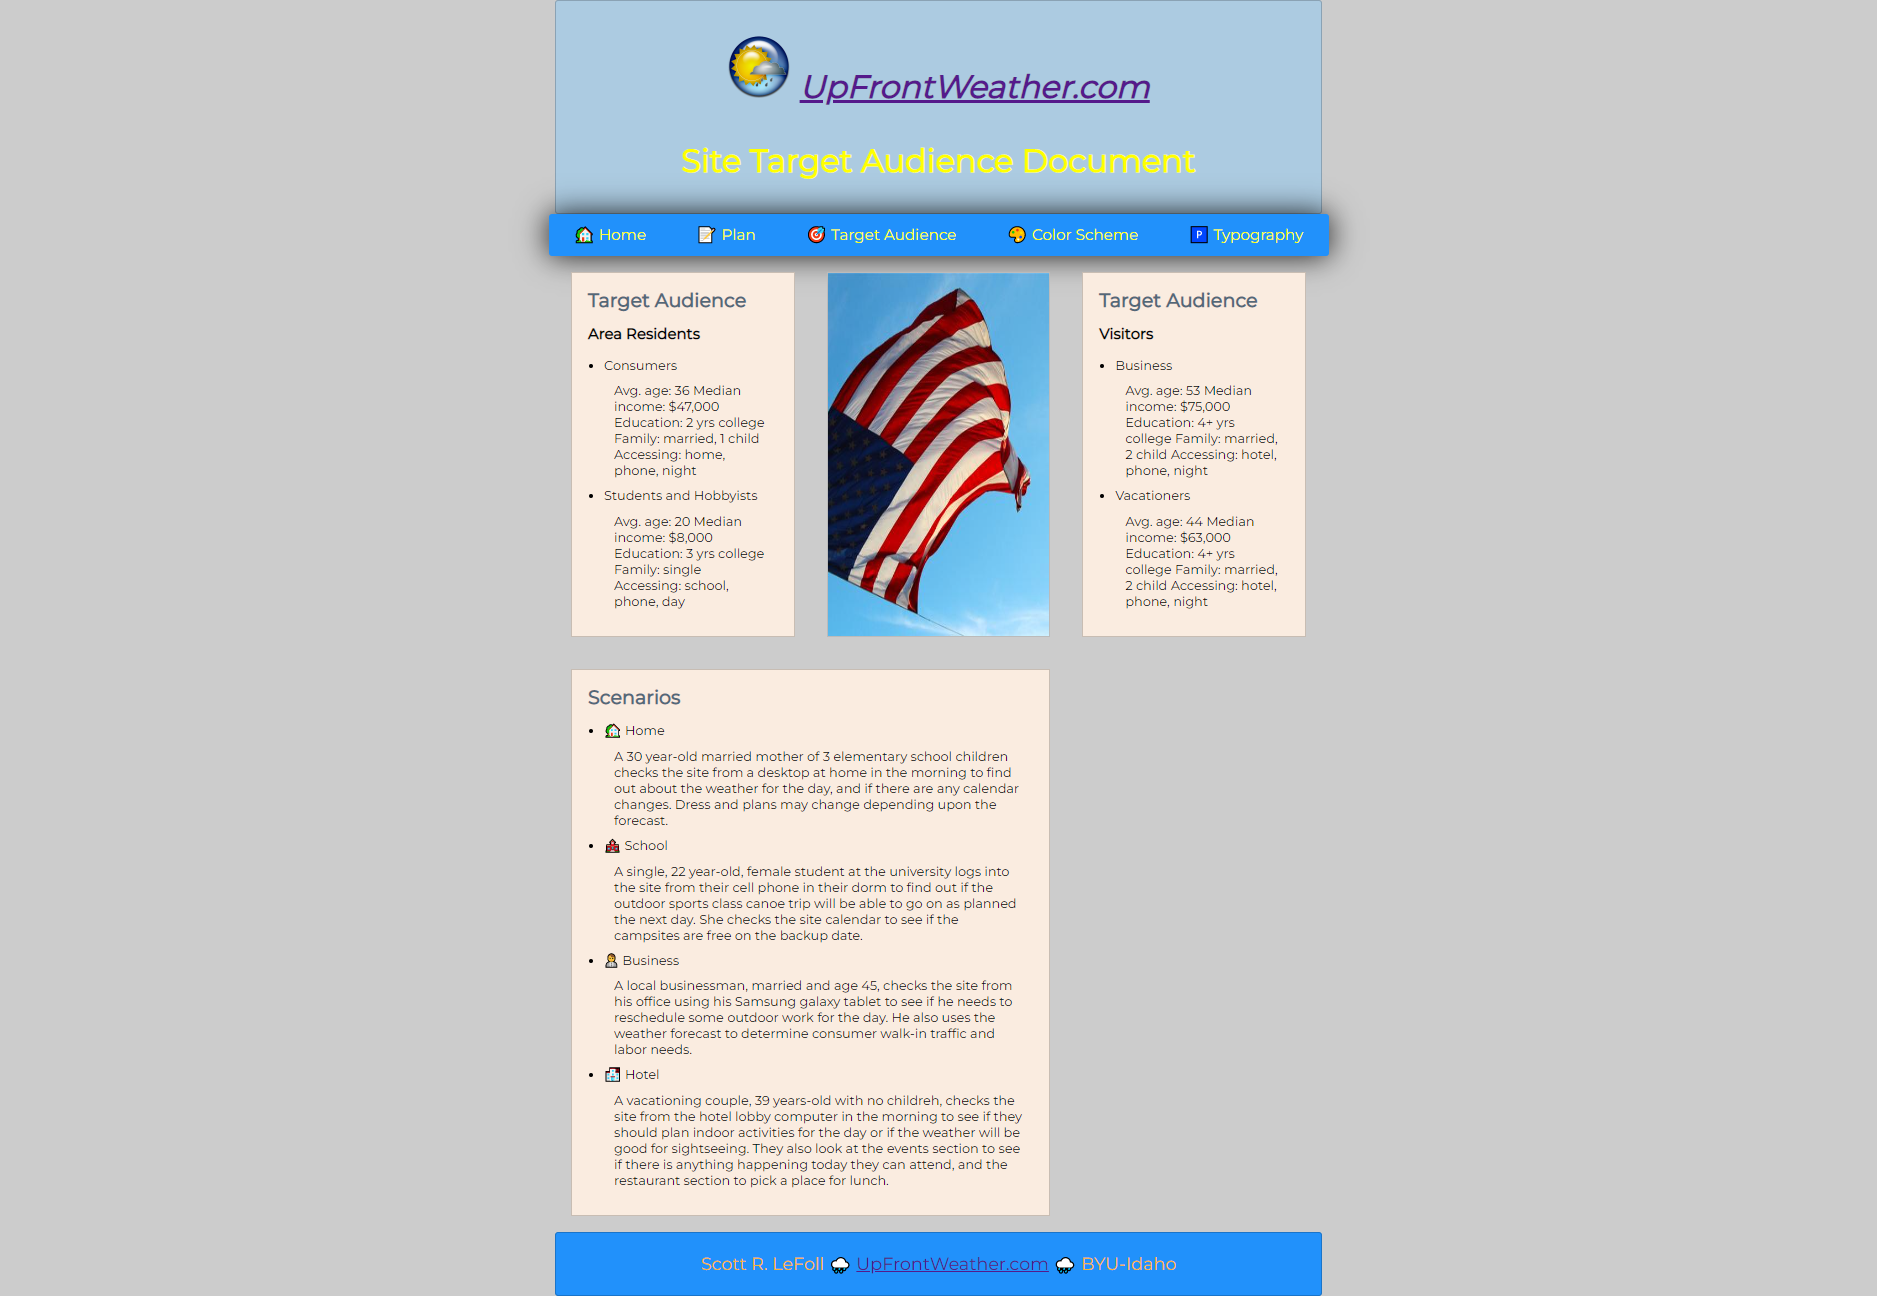 UpFrontWeather.com
Site Target Audience Document
Home
Plan
Target Audience
Color Scheme
Typography
Target Audience
Area Residents
Consumers
Avg. age: 36 Median
income: $47,000
Education: 2 yrs college
Family: married, 1 child
Accessing: home,
phone, night
Students and Hobbyists
Avg. age: 20 Median
income: $8,000
Education: 3 yrs college
Family: single
Accessing: school,
phone, day
Target Audience
Visitors
Business
Avg. age: 53 Median
income: $75,000
Education: 4+ yrs
college Family: married,
2 child Accessing: hotel,
phone, night
Vacationers
Avg. age: 44 Median
income: $63,000
Education: 4+ yrs
college Family: married,
2 child Accessing: hotel,
phone, night
Scenarios
Home
A 30 year-old married mother of 3 elementary school children
checks the site from a desktop at home in the morning to find
out about the weather for the day, and if there are any calendar
changes. Dress and plans may change depending upon the
forecast.
School
A single, 22 year-old, female student at the university logs into
the site from their cell phone in their dorm to find out if the
outdoor sports class canoe trip will be able to go on as planned
the next day. She checks the site calendar to see if the
campsites are free on the backup date.
Business
A local businessman, married and age 45, checks the site from
his office using his Samsung galaxy tablet to see if he needs to
reschedule some outdoor work for the day. He also uses the
weather forecast to determine consumer walk-in traffic and
labor needs.
Hotel
A vacationing couple, 39 years-old with no childreh, checks the
site from the hotel lobby computer in the morning to see if they
should plan indoor activities for the day or if the weather will be
good for sightseeing. They also look at the events section to see
if there is anything happening today they can attend, and the
restaurant section to pick a place for lunch.
Scott R. LeFoll UpFrontWeather.com BYU-Idaho